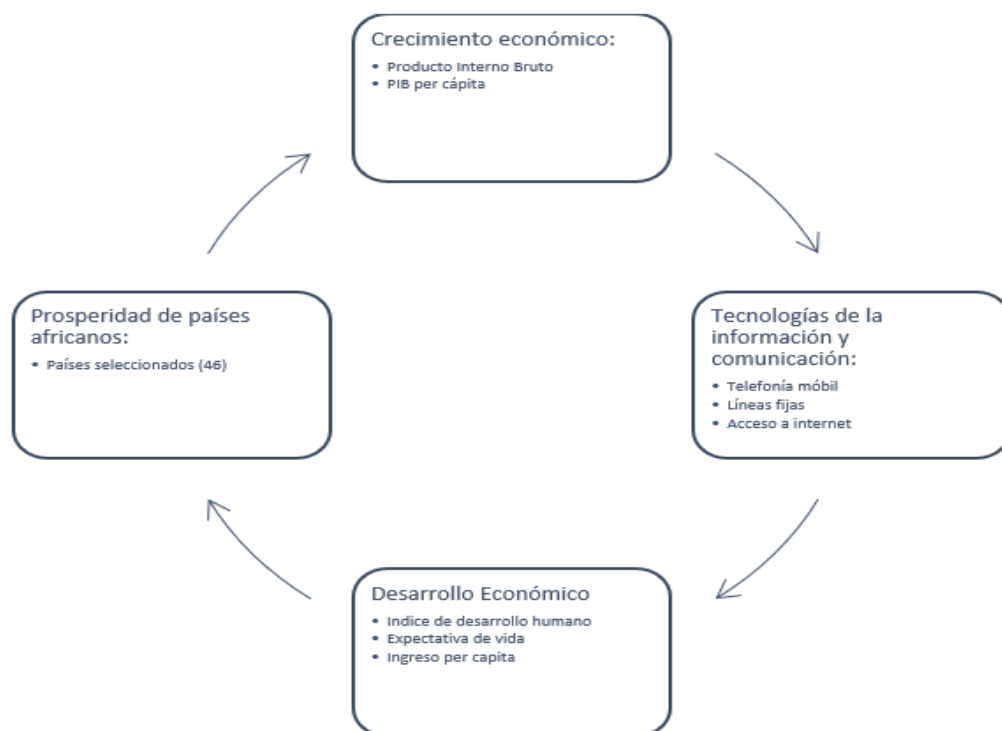 Crecimiento económico:
• Producto Interno Bruto
• PIB per cápita
Prosperidad de países
africanos:
• Países seleccionados (46)
Tecnologías de la
información y
comunicación:
• Telefonía móbil
• Líneas fijas
• Acceso a internet
Desarrollo Económico
• Indice de desarrollo humano
• Expectativa de vida
• Ingreso per capita